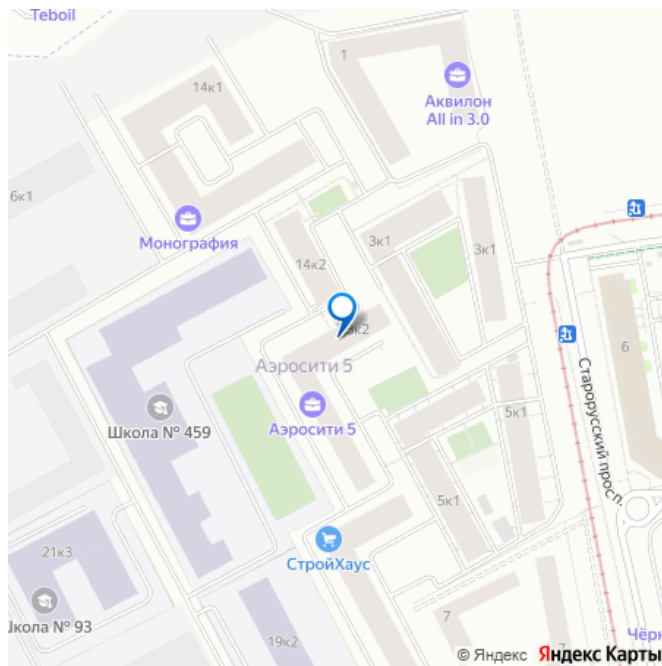 Teboil
1
14к1
Аквилон
All in 3.0
6к1
Монография
3к1
3к1
14к2
6
Аэросити 5
Аэросити 5
Школа № 459
5к1
Старорусский просп.
5к1
СтройХаус
21к3
Школа № 93
7
19к2
7
© Яндекс Яндекс Карты